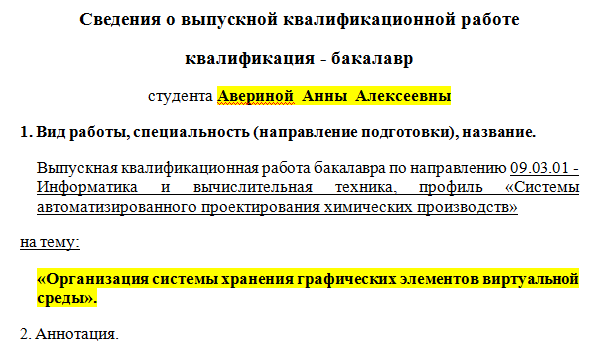 Сведения о выпускной квалификационной работе
квалификация - бакалавр
студента Авериной Анны Алексеевны
1. Вид работы, специальность (направление подготовки), название.
Выпускная квалификационная работа бакалавра по направлению 09.03.01 -
Информатика и вычислительная техника, профиль «Системы
автоматизированного проектирования химических производств»
на тему:
«Организация системы хранения графических элементов виртуальной
среды».
2. Аннотация.